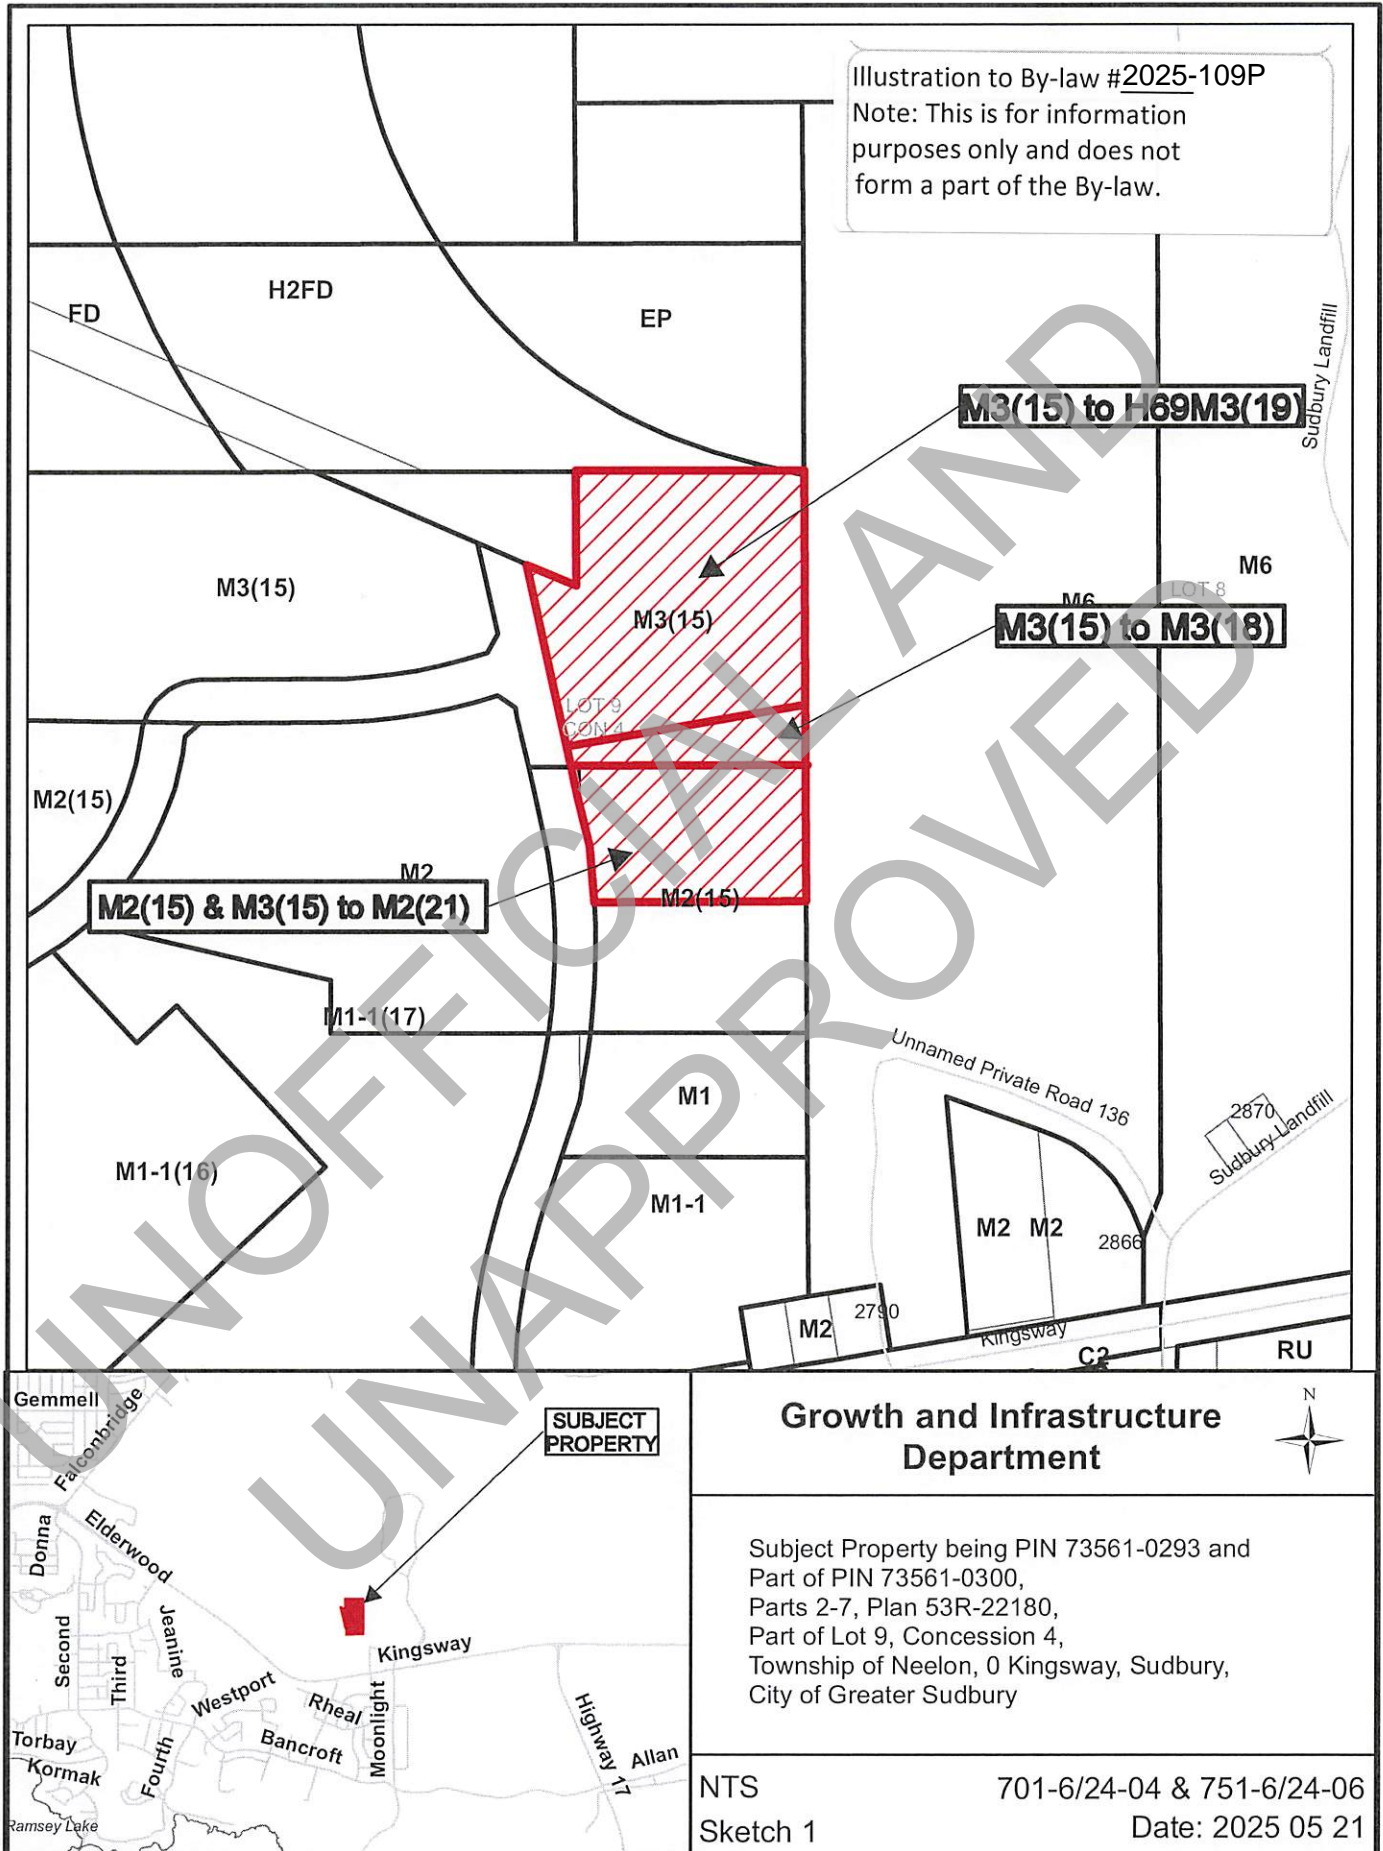 Illustration to By-law #2025-109P
Note: This is for information
purposes only and does not
form a part of the By-law.
H2FD
FD
EP
Sudbury Landfill
M3(15) to H69M3(19)
M3(15)
M3(15)
M6
M6
LOT 8
M3(15) to M3(18)
LOT 9
CON 4
M2(15)
M2
M2(15)
M2(15) & M3(15) to M2(21)
M1-1(17)
Unnamed Private Road 136
M1
2870
Sudbury Landfill
M1-1(16)
M1-1
M2
M2
2866
2790
M2
Kingsway
C2
RU
UNOFFICIAL AND
UNAPPROVED
Gemmell
Falconbridge
SUBJECT
PROPERTY
Donna
Elderwood
Jeanine
Second
Third
Kingsway
Westport
Rheal
Moonlight
Bancroft
Highway 17
Allan
Torbay
Kormak
Fourth
Ramsey Lake
Growth and Infrastructure
Department
N
Subject Property being PIN 73561-0293 and
Part of PIN 73561-0300,
Parts 2-7, Plan 53R-22180,
Part of Lot 9, Concession 4,
Township of Neelon, 0 Kingsway, Sudbury,
City of Greater Sudbury
NTS
701-6/24-04 & 751-6/24-06
Sketch 1
Date: 2025 05 21